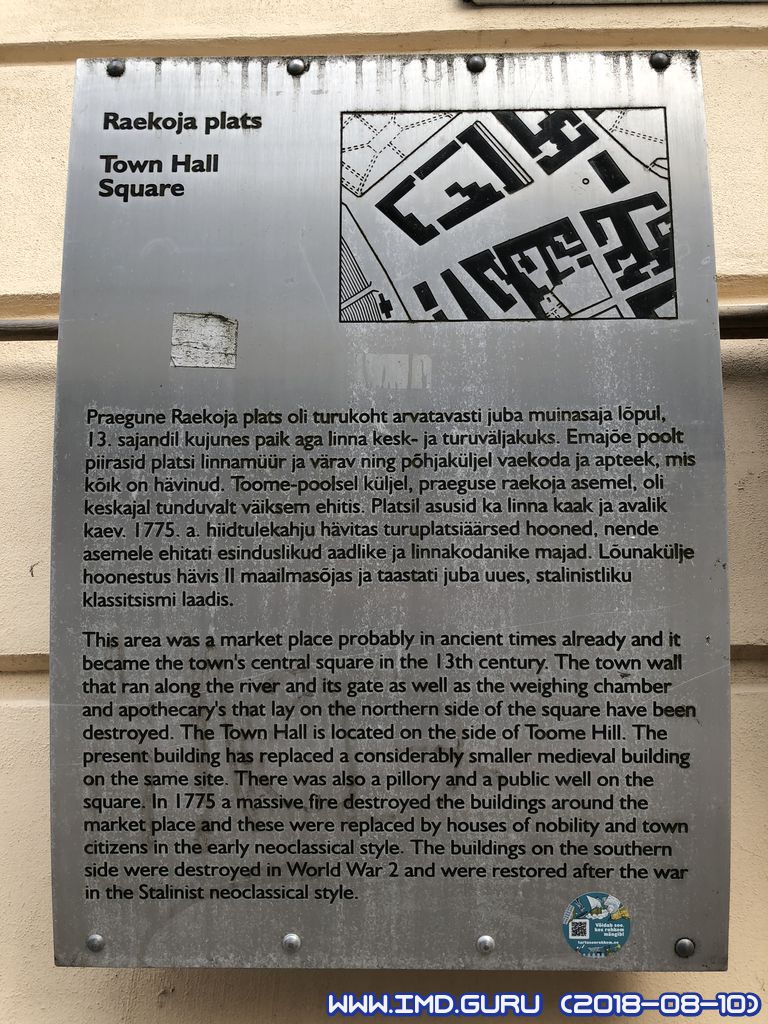 Raekoja plats
Town Hall
Square
Praegune Raekoja plats oli turukoht arvatavasti juba muinasaja lõpul,
13. sajandil kujunes paik aga linna kesk- ja turuväljakuks. Emajõe poolt
piirasid platsi linnamüür ja värav ning põhjaküljel vaekoda ja apteek, mis
kõik on hävinud. Toome-poolsel küljel, praeguse raekoja asemel, oli
keskajal tunduvalt väiksem ehitis. Platsil asusid ka linna kaak ja avalik
kaev. 1775. a. hiidtulekahju hävitas turuplatsiäärsed hooned, nende
asemele ehitati esinduslikud aadlike ja linnakodanike majad. Lõunakülje
hoonestus hävis II maailmasõjas ja taastati juba uues, stalinistliku
klassitsismi laadis.
This area was a market place probably in ancient times already and it
became the town's central square in the 13th century. The town wall
that ran along the river and its gate as well as the weighing chamber
and apothecary's that lay on the northern side of the square have been
destroyed. The Town Hall is located on the side of Toome Hill. The
present building has replaced a considerably smaller medieval building
on the same site. There was also a pillory and a public well on the
square. In 1775 a massive fire destroyed the buildings around the
market place and these were replaced by houses of nobility and town
citizens in the early neoclassical style. The buildings on the southern
side were destroyed in World War 2 and were restored after the war
in the Stalinist neoclassical style.
Võidab see,
kes rohkem
mängib!
WWW.IMD.GURU (2018-08-10)